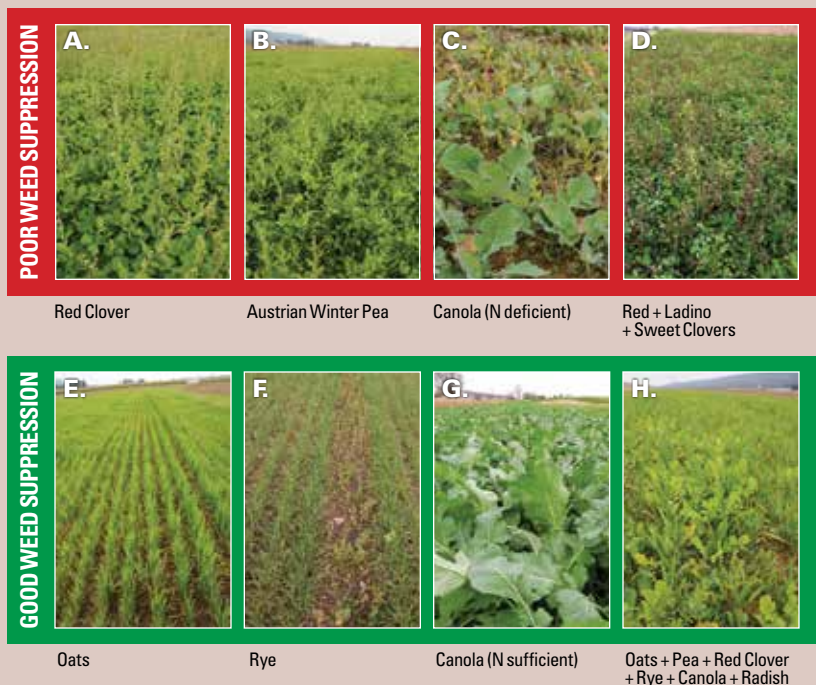 POOR WEED SUPPRESSION
A.
B.
C.
D.
Red Clover
Austrian Winter Pea
Canola (N deficient)
Red + Ladino
+ Sweet Clovers
GOOD WEED SUPPRESSION
E.
F.
G.
H.
Oats
Rye
Canola (N sufficient)
Oats + Pea + Red Clover
+ Rye + Canola + Radish